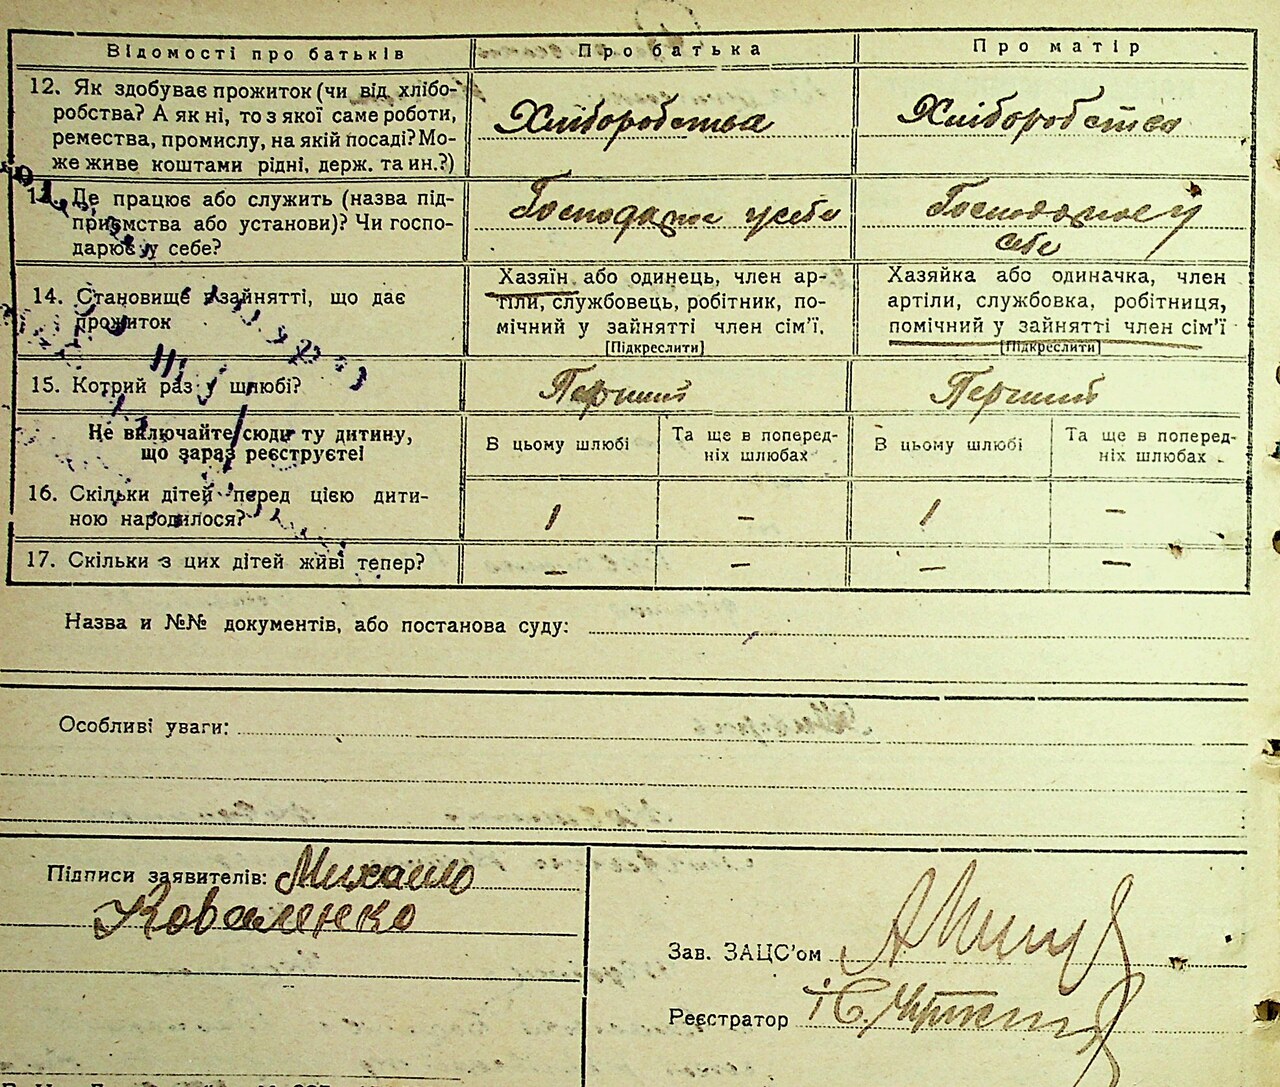 Відомості про батьків
Про батька
Про матір
12. Як здобуває прожиток (чи від хлібо-
робства? А як ні, то з якої саме роботи,
ремества, промислу, на якій посаді? Мо-
же живе коштами рідні, держ. та ин.?)
Хліборобства
Хліборобства
Де працює або служить (назва під-
приємства або установи)? Чи госпо-
дарює у себе?
Господарює у себе
Господарює у
себе
14. Становище в зайнятті, що дає
прожиток
Хазяїн або одинець, член ар-
тіли, службовець, робітник, по-
мічний у зайнятті член сім'ї.
[Підкреслити]
Хазяйка або одиначка, член
артіли, службовка, робітниця,
помічний у зайнятті член сім'ї
[Підкреслити]
15. Котрий раз у шлюбі?
Перший
Перший
Не включайте сюди ту дитину,
що зараз реєструєте!
В цьому шлюбі
Та ще в поперед-
ніх шлюбах
В цьому шлюбі
Та ще в поперед-
ніх шлюбах
16. Скільки дітей перед цією дити-
ною народилося?
1 – 1 –
17. Скільки з цих дітей живі тепер?
– – – –
Назва и №№ документів, або постанова суду:
Особливі уваги:
Підписи заявителів: Михайло
Коваленко
Зав. ЗАЦС'ом
Реєстратор